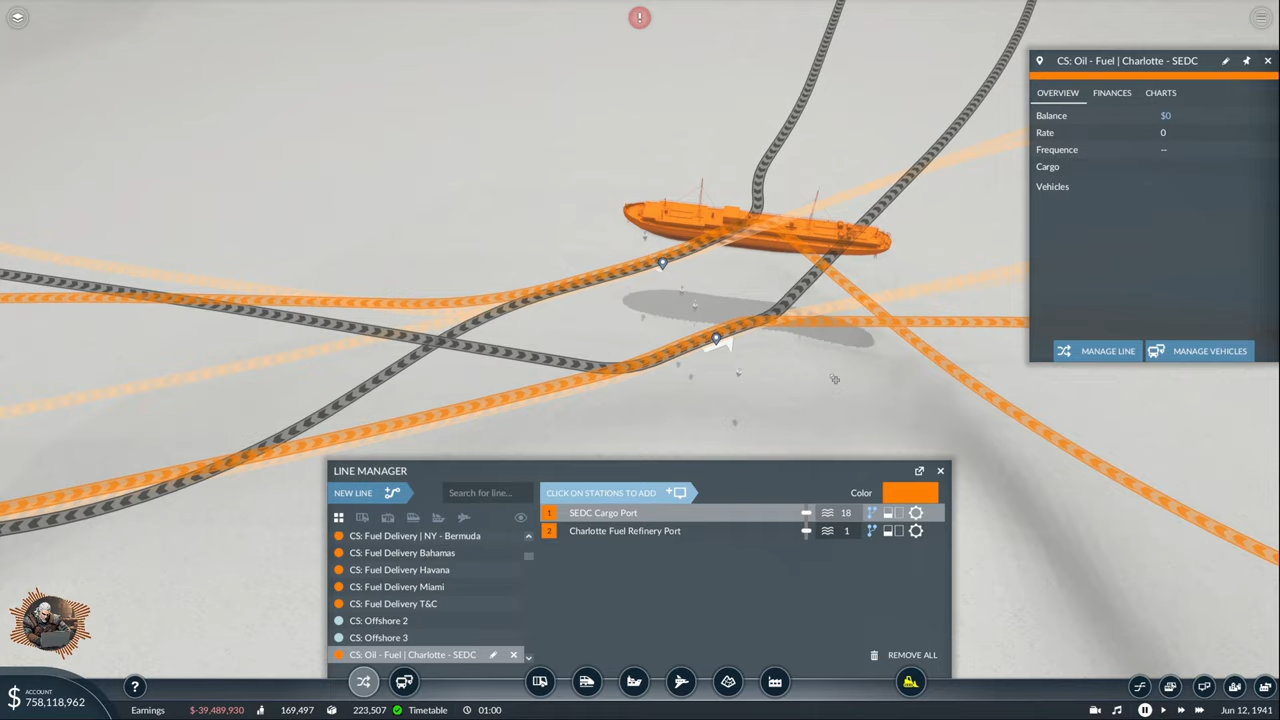 CS: Oil - Fuel | Charlotte - SEDC
OVERVIEW FINANCES CHARTS
Balance $0
Rate 0
Frequence --
Cargo
Vehicles
MANAGE LINE MANAGE VEHICLES
LINE MANAGER
NEW LINE Search for line... CLICK ON STATIONS TO ADD Color
1 SEDC Cargo Port 18
2 Charlotte Fuel Refinery Port 1
CS: Fuel Delivery | NY - Bermuda
CS: Fuel Delivery Bahamas
CS: Fuel Delivery Havana
CS: Fuel Delivery Miami
CS: Fuel Delivery T&C
CS: Offshore 2
CS: Offshore 3
CS: Oil - Fuel | Charlotte - SEDC
REMOVE ALL
$ ACCOUNT
758,118,962
?
Earnings $-39,489,930 169,497 223,507 Timetable 01:00 Jun 12, 1941